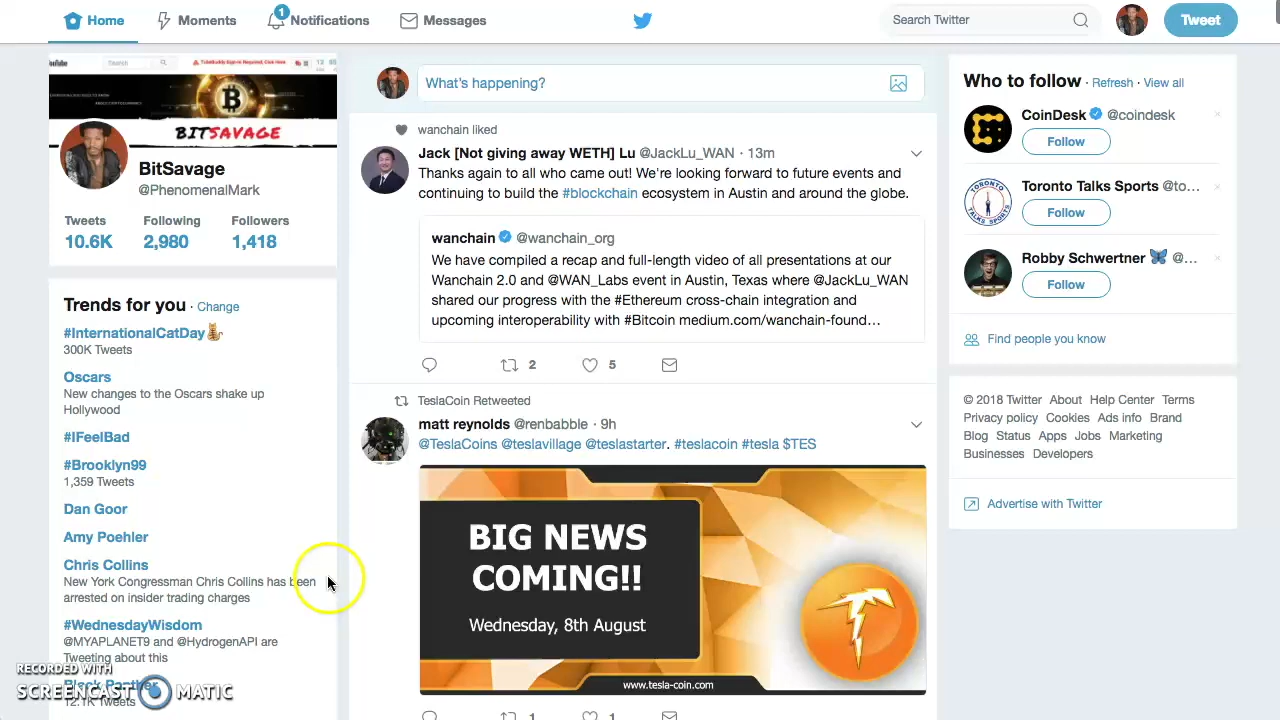 Home
Moments
1
Notifications
Messages
Search Twitter
Tweet
Search
BITSAVAGE
BitSavage
@PhenomenalMark
Tweets Following Followers
10.6K 2,980 1,418
Trends for you · Change
#InternationalCatDay
300K Tweets
Oscars
New changes to the Oscars shake up
Hollywood
#IFeelBad
#Brooklyn99
1,359 Tweets
Dan Goor
Amy Poehler
Chris Collins
New York Congressman Chris Collins has been
arrested on insider trading charges
#WednesdayWisdom
@MYAPLANET9 and @HydrogenAPI are
Tweeting about this
Black Panther
12.1K Tweets
RECORDED WITH
SCREENCAST MATIC
What's happening?
wanchain liked
Jack [Not giving away WETH] Lu @JackLu_WAN · 13m
Thanks again to all who came out! We're looking forward to future events and
continuing to build the #blockchain ecosystem in Austin and around the globe.
wanchain @wanchain_org
We have compiled a recap and full-length video of all presentations at our
Wanchain 2.0 and @WAN_Labs event in Austin, Texas where @JackLu_WAN
shared our progress with the #Ethereum cross-chain integration and
upcoming interoperability with #Bitcoin medium.com/wanchain-found…
2 5
TeslaCoin Retweeted
matt reynolds @renbabble · 9h
@TeslaCoins @teslavillage @teslastarter. #teslacoin #tesla $TES
BIG NEWS
COMING!!
Wednesday, 8th August
www.tesla-coin.com
1 1
Who to follow · Refresh · View all
CoinDesk @coindesk
Follow
Toronto Talks Sports @to...
Follow
Robby Schwertner @...
Follow
Find people you know
© 2018 Twitter About Help Center Terms
Privacy policy Cookies Ads info Brand
Blog Status Apps Jobs Marketing
Businesses Developers
Advertise with Twitter